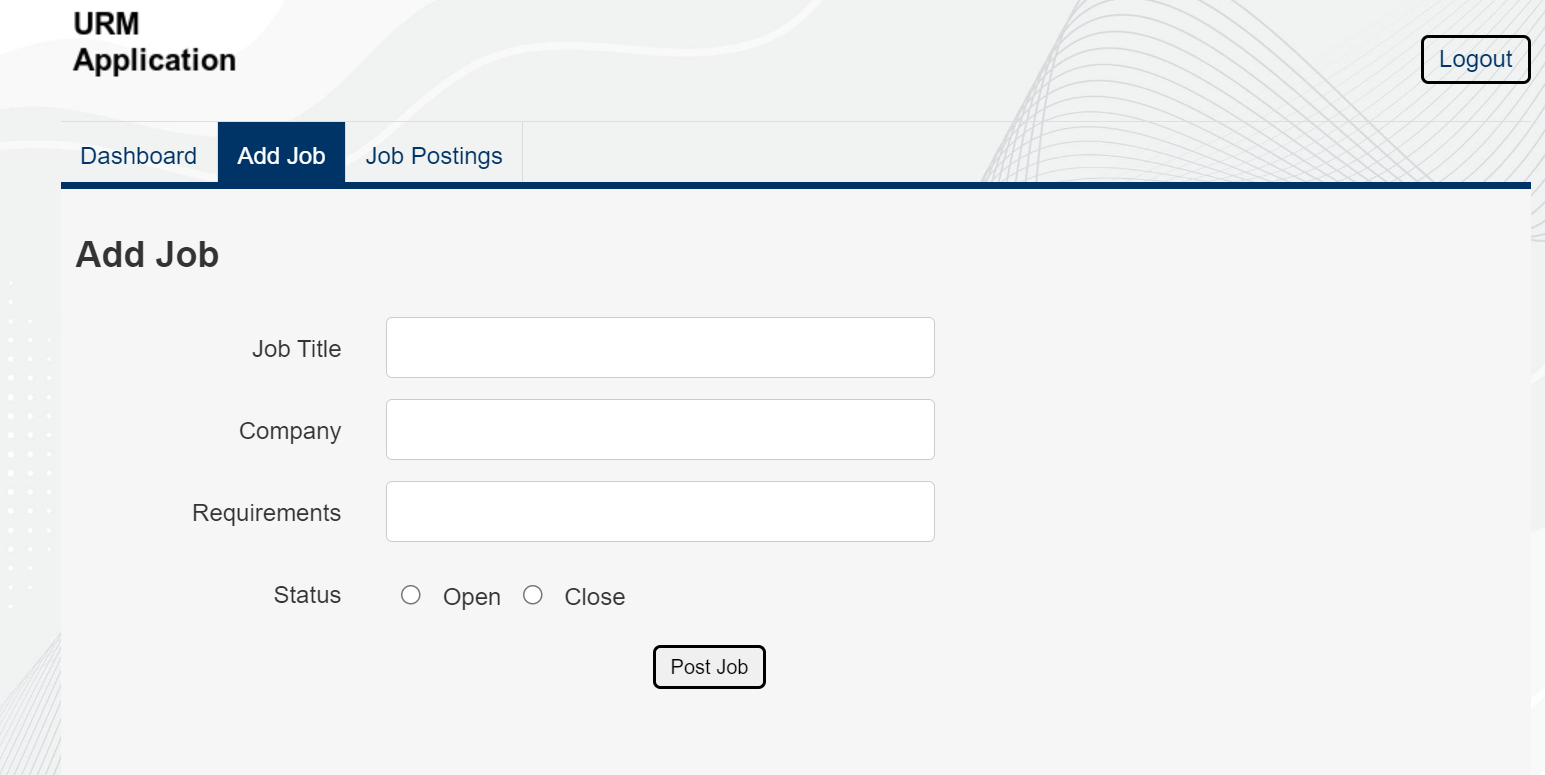 URM
Application
Logout
Dashboard Add Job Job Postings
Add Job
Job Title
Company
Requirements
Status Open Close
Post Job